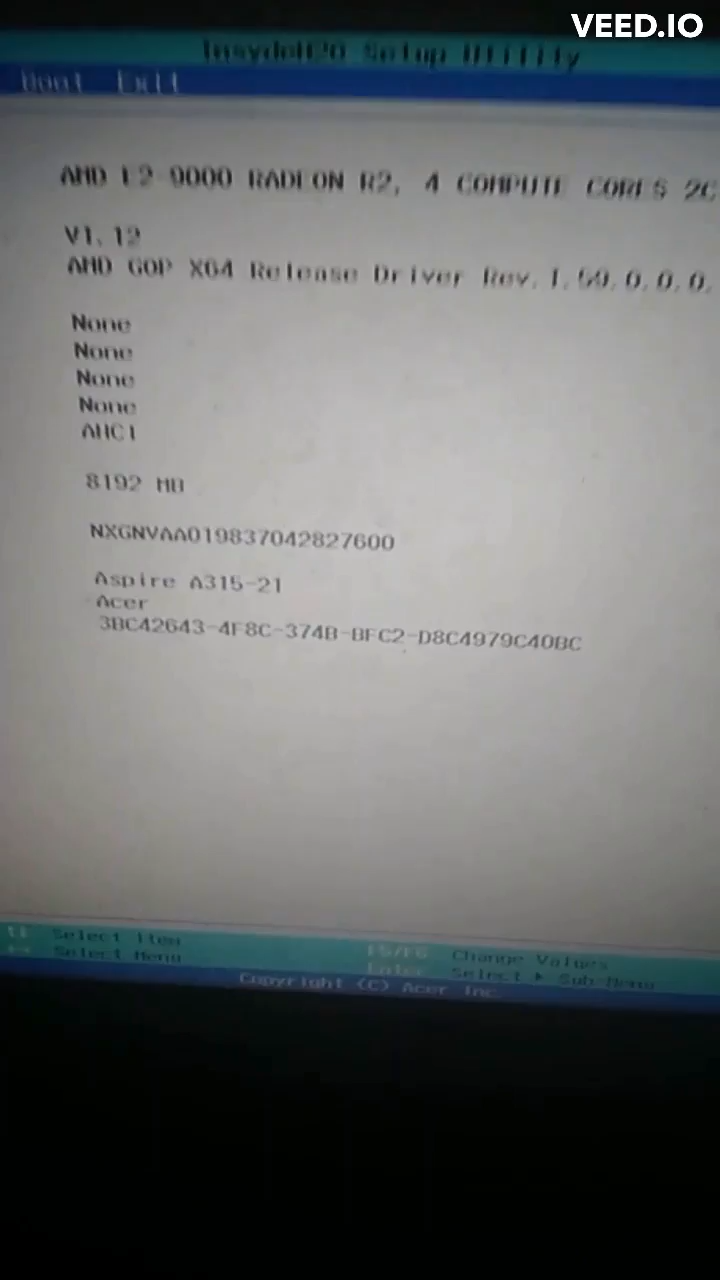 VEED.IO
InsydeH20 Setup Utility
Boot Exit
AMD E2-9000 RADEON R2, 4 COMPUTE CORES 2C
V1.12
AMD GOP X64 Release Driver Rev.1.59.0.0.0.
None
None
None
None
AHCI
8192 MB
NXGNVAA019837042827600
Aspire A315-21
Acer
3BC42643-4F8C-374B-BFC2-D8C4979C40BC
Select Item
F5/F6 Change Values
Select Menu
Enter Select ▶ Sub-Menu
Copyright (C) Acer Inc.